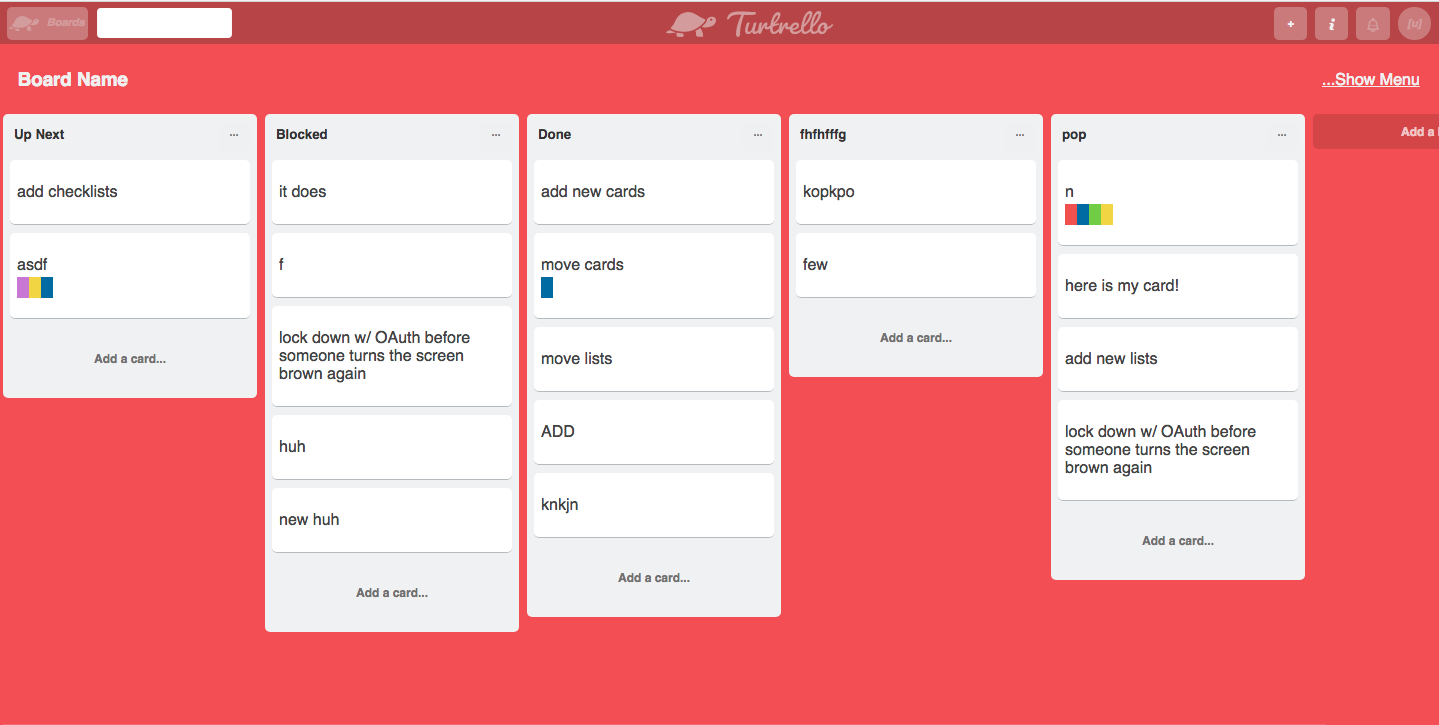 Boards
Turtrello
+
i
[u]
Board Name
...Show Menu
Up Next
...
add checklists
asdf
Add a card...
Blocked
...
it does
f
lock down w/ OAuth before
someone turns the screen
brown again
huh
new huh
Add a card...
Done
...
add new cards
move cards
move lists
ADD
knkjn
Add a card...
fhfhfffg
...
kopkpo
few
Add a card...
pop
...
n
here is my card!
add new lists
lock down w/ OAuth before
someone turns the screen
brown again
Add a card...
Add a